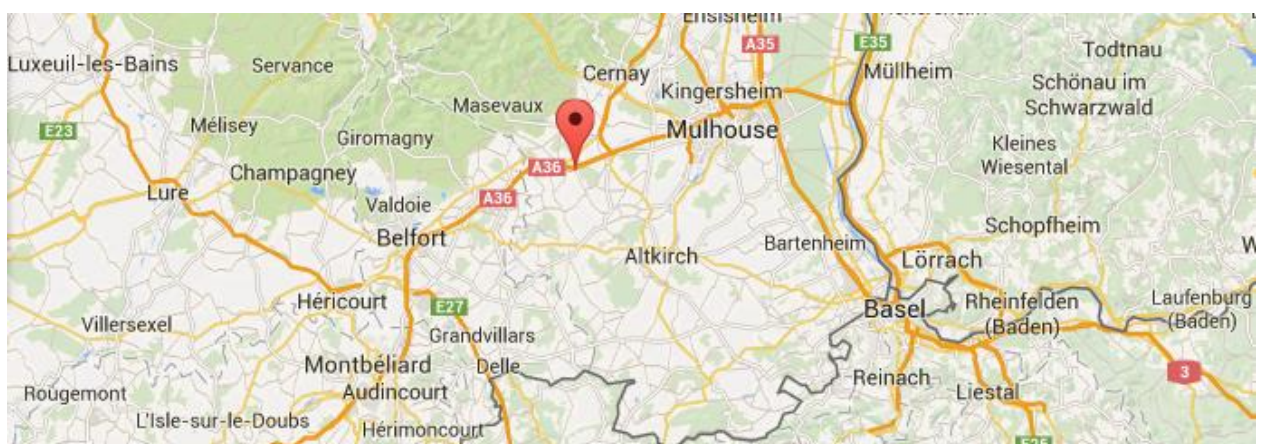 Ensisheim
A35
E35
Todtnau
Luxeuil-les-Bains
Servance
Cernay
Müllheim
Kingersheim
Schönau im
Schwarzwald
Masevaux
E23
Mélisey
Giromagny
Mulhouse
Kleines
Wiesental
Champagney
A36
Lure
A36
Valdoie
Belfort
Schopfheim
Altkirch
Bartenheim
Lörrach
W
Héricourt
E27
Basel
Rheinfelden
(Baden)
Laufenburg
(Baden)
Villersexel
Grandvillars
Montbéliard
Delle
3
Rougemont
Audincourt
Reinach
Liestal
L'Isle-sur-le-Doubs
Hérimoncourt